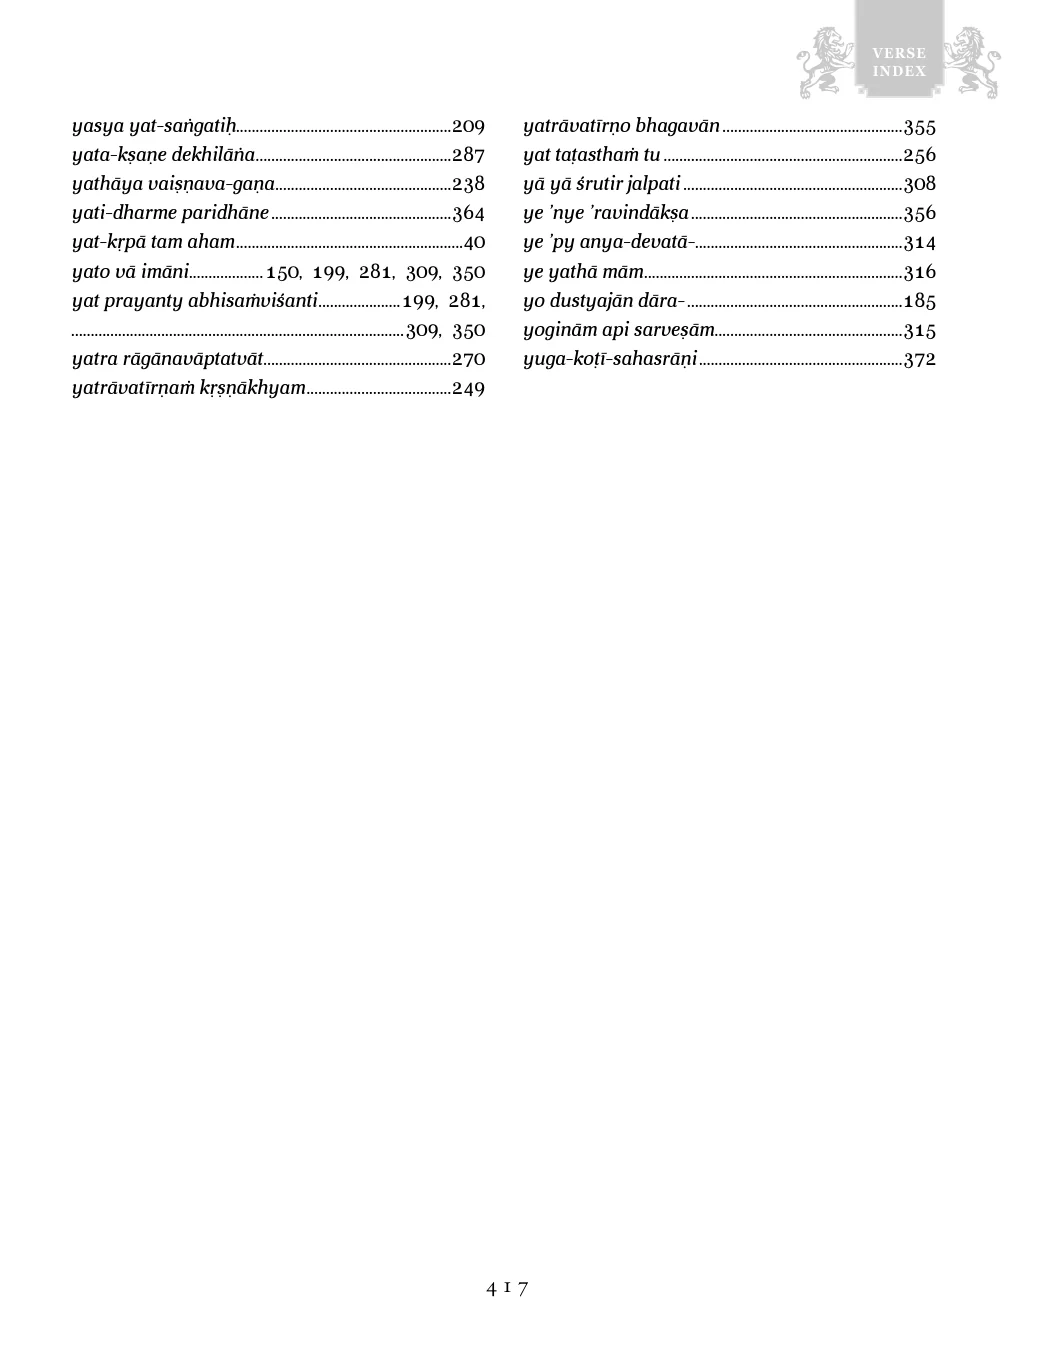 VERSE
INDEX
yasya yat-saṅgatiḥ......................................................209
yata-kṣaṇe dekhilāṅa.................................................287
yathāya vaiṣṇava-gaṇa............................................238
yati-dharme paridhāne .............................................364
yat-kṛpā tam aham.........................................................40
yato vā imāni................... 150, 199, 281, 309, 350
yat prayanty abhisaṁviśanti.....................199, 281,
.....................................................................................309, 350
yatra rāgānavāptatvāt...............................................270
yatrāvatīrṇaṁ kṛṣṇākhyam.....................................249
yatrāvatīrṇo bhagavān ..............................................355
yat taṭasthaṁ tu .............................................................256
yā yā śrutir jalpati ........................................................308
ye ’nye ’ravindākṣa ......................................................356
ye ’py anya-devatā-.....................................................314
ye yathā mām..................................................................316
yo dustyajān dāra- .......................................................185
yoginām api sarveṣām................................................315
yuga-koṭī-sahasrāṇi ....................................................372
417